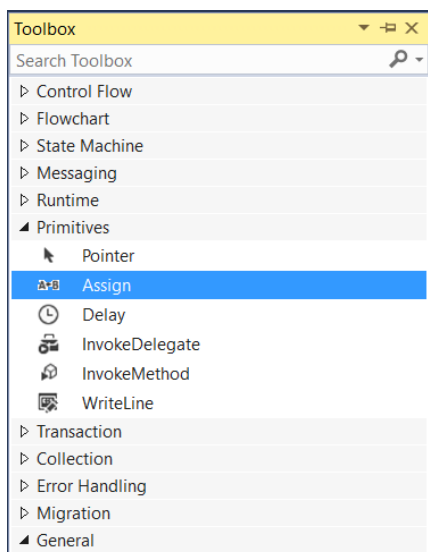 Toolbox
Search Toolbox
Control Flow
Flowchart
State Machine
Messaging
Runtime
Primitives
Pointer
A+B Assign
Delay
InvokeDelegate
InvokeMethod
WriteLine
Transaction
Collection
Error Handling
Migration
General